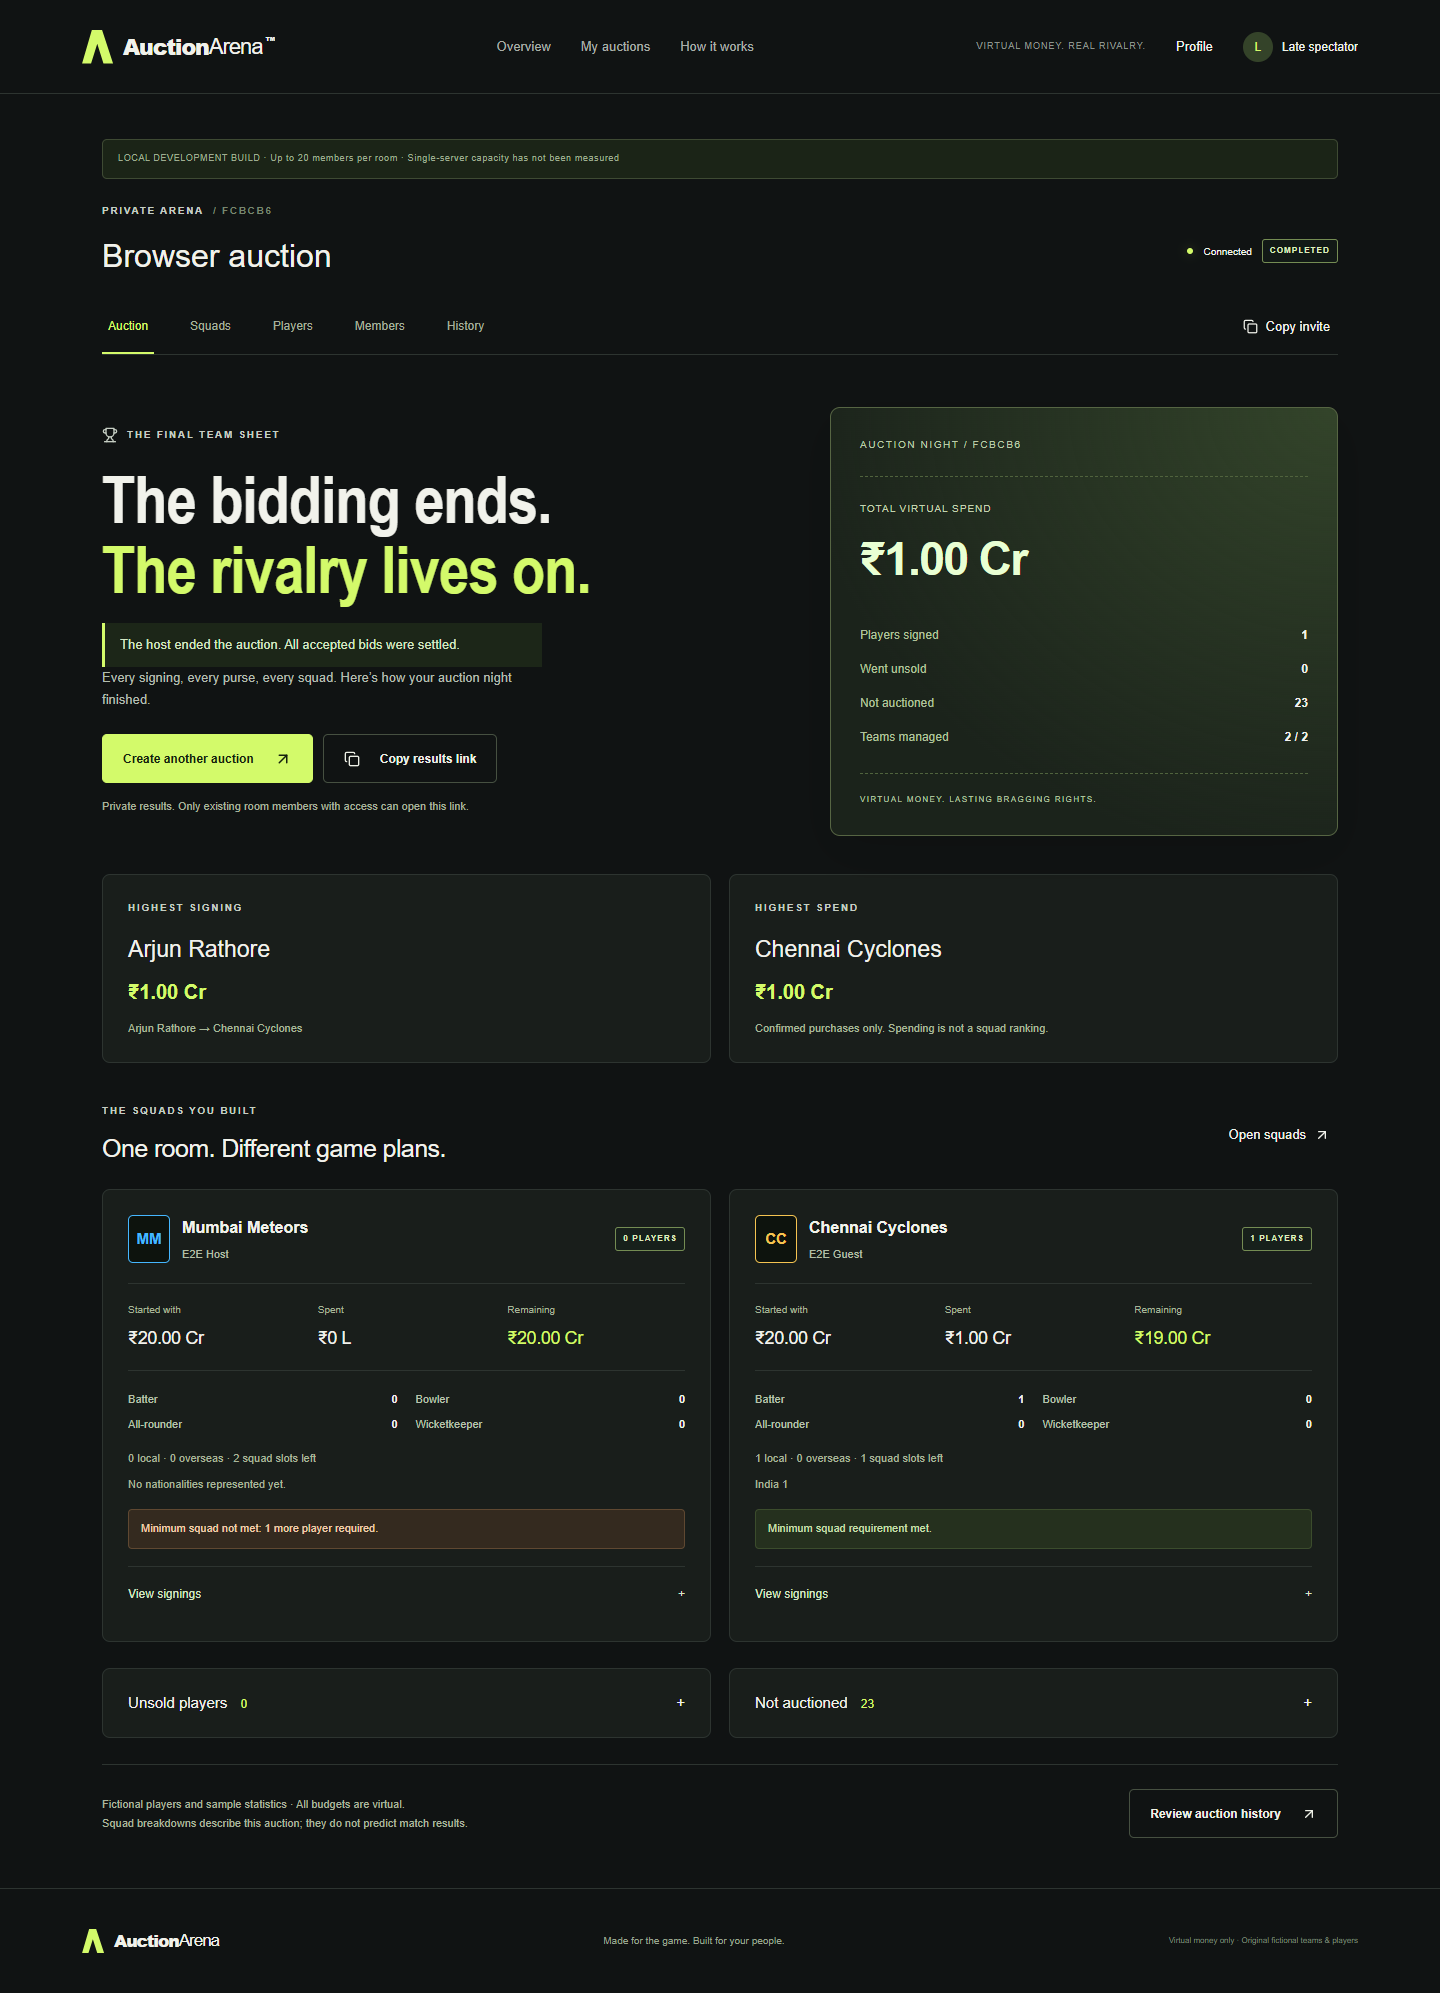 AuctionArena™
Overview My auctions How it works
VIRTUAL MONEY. REAL RIVALRY. Profile L Late spectator
LOCAL DEVELOPMENT BUILD · Up to 20 members per room · Single-server capacity has not been measured
PRIVATE ARENA / FCBCB6
Browser auction
Connected COMPLETED
Auction Squads Players Members History Copy invite
THE FINAL TEAM SHEET
The bidding ends.
The rivalry lives on.
The host ended the auction. All accepted bids were settled.
Every signing, every purse, every squad. Here's how your auction night
finished.
Create another auction Copy results link
Private results. Only existing room members with access can open this link.
AUCTION NIGHT / FCBCB6
TOTAL VIRTUAL SPEND
₹1.00 Cr
Players signed 1
Went unsold 0
Not auctioned 23
Teams managed 2 / 2
VIRTUAL MONEY. LASTING BRAGGING RIGHTS.
HIGHEST SIGNING
Arjun Rathore
₹1.00 Cr
Arjun Rathore → Chennai Cyclones
HIGHEST SPEND
Chennai Cyclones
₹1.00 Cr
Confirmed purchases only. Spending is not a squad ranking.
THE SQUADS YOU BUILT
One room. Different game plans.
Open squads
MM Mumbai Meteors
E2E Host
0 PLAYERS
Started with Spent Remaining
₹20.00 Cr ₹0 L ₹20.00 Cr
Batter 0 Bowler 0
All-rounder 0 Wicketkeeper 0
0 local · 0 overseas · 2 squad slots left
No nationalities represented yet.
Minimum squad not met: 1 more player required.
View signings +
CC Chennai Cyclones
E2E Guest
1 PLAYERS
Started with Spent Remaining
₹20.00 Cr ₹1.00 Cr ₹19.00 Cr
Batter 1 Bowler 0
All-rounder 0 Wicketkeeper 0
1 local · 0 overseas · 1 squad slots left
India 1
Minimum squad requirement met.
View signings +
Unsold players 0 +
Not auctioned 23 +
Fictional players and sample statistics · All budgets are virtual.
Squad breakdowns describe this auction; they do not predict match results.
Review auction history
AuctionArena
Made for the game. Built for your people.
Virtual money only · Original fictional teams & players